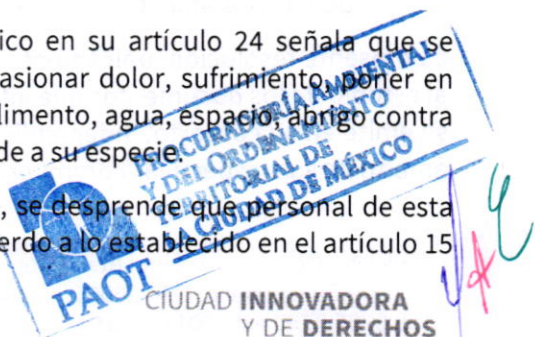 ico en su artículo 24 señala que se
asionar dolor, sufrimiento, poner en
limento, agua, espacio, abrigo contra
de a su especie.
, se desprende que personal de esta
erdo a lo establecido en el artículo 15
PROCURADURÍA AMBIENTAL
Y DEL ORDENAMIENTO
TERRITORIAL DE
LA CIUDAD DE MÉXICO
PAOT
CIUDAD INNOVADORA
Y DE DERECHOS